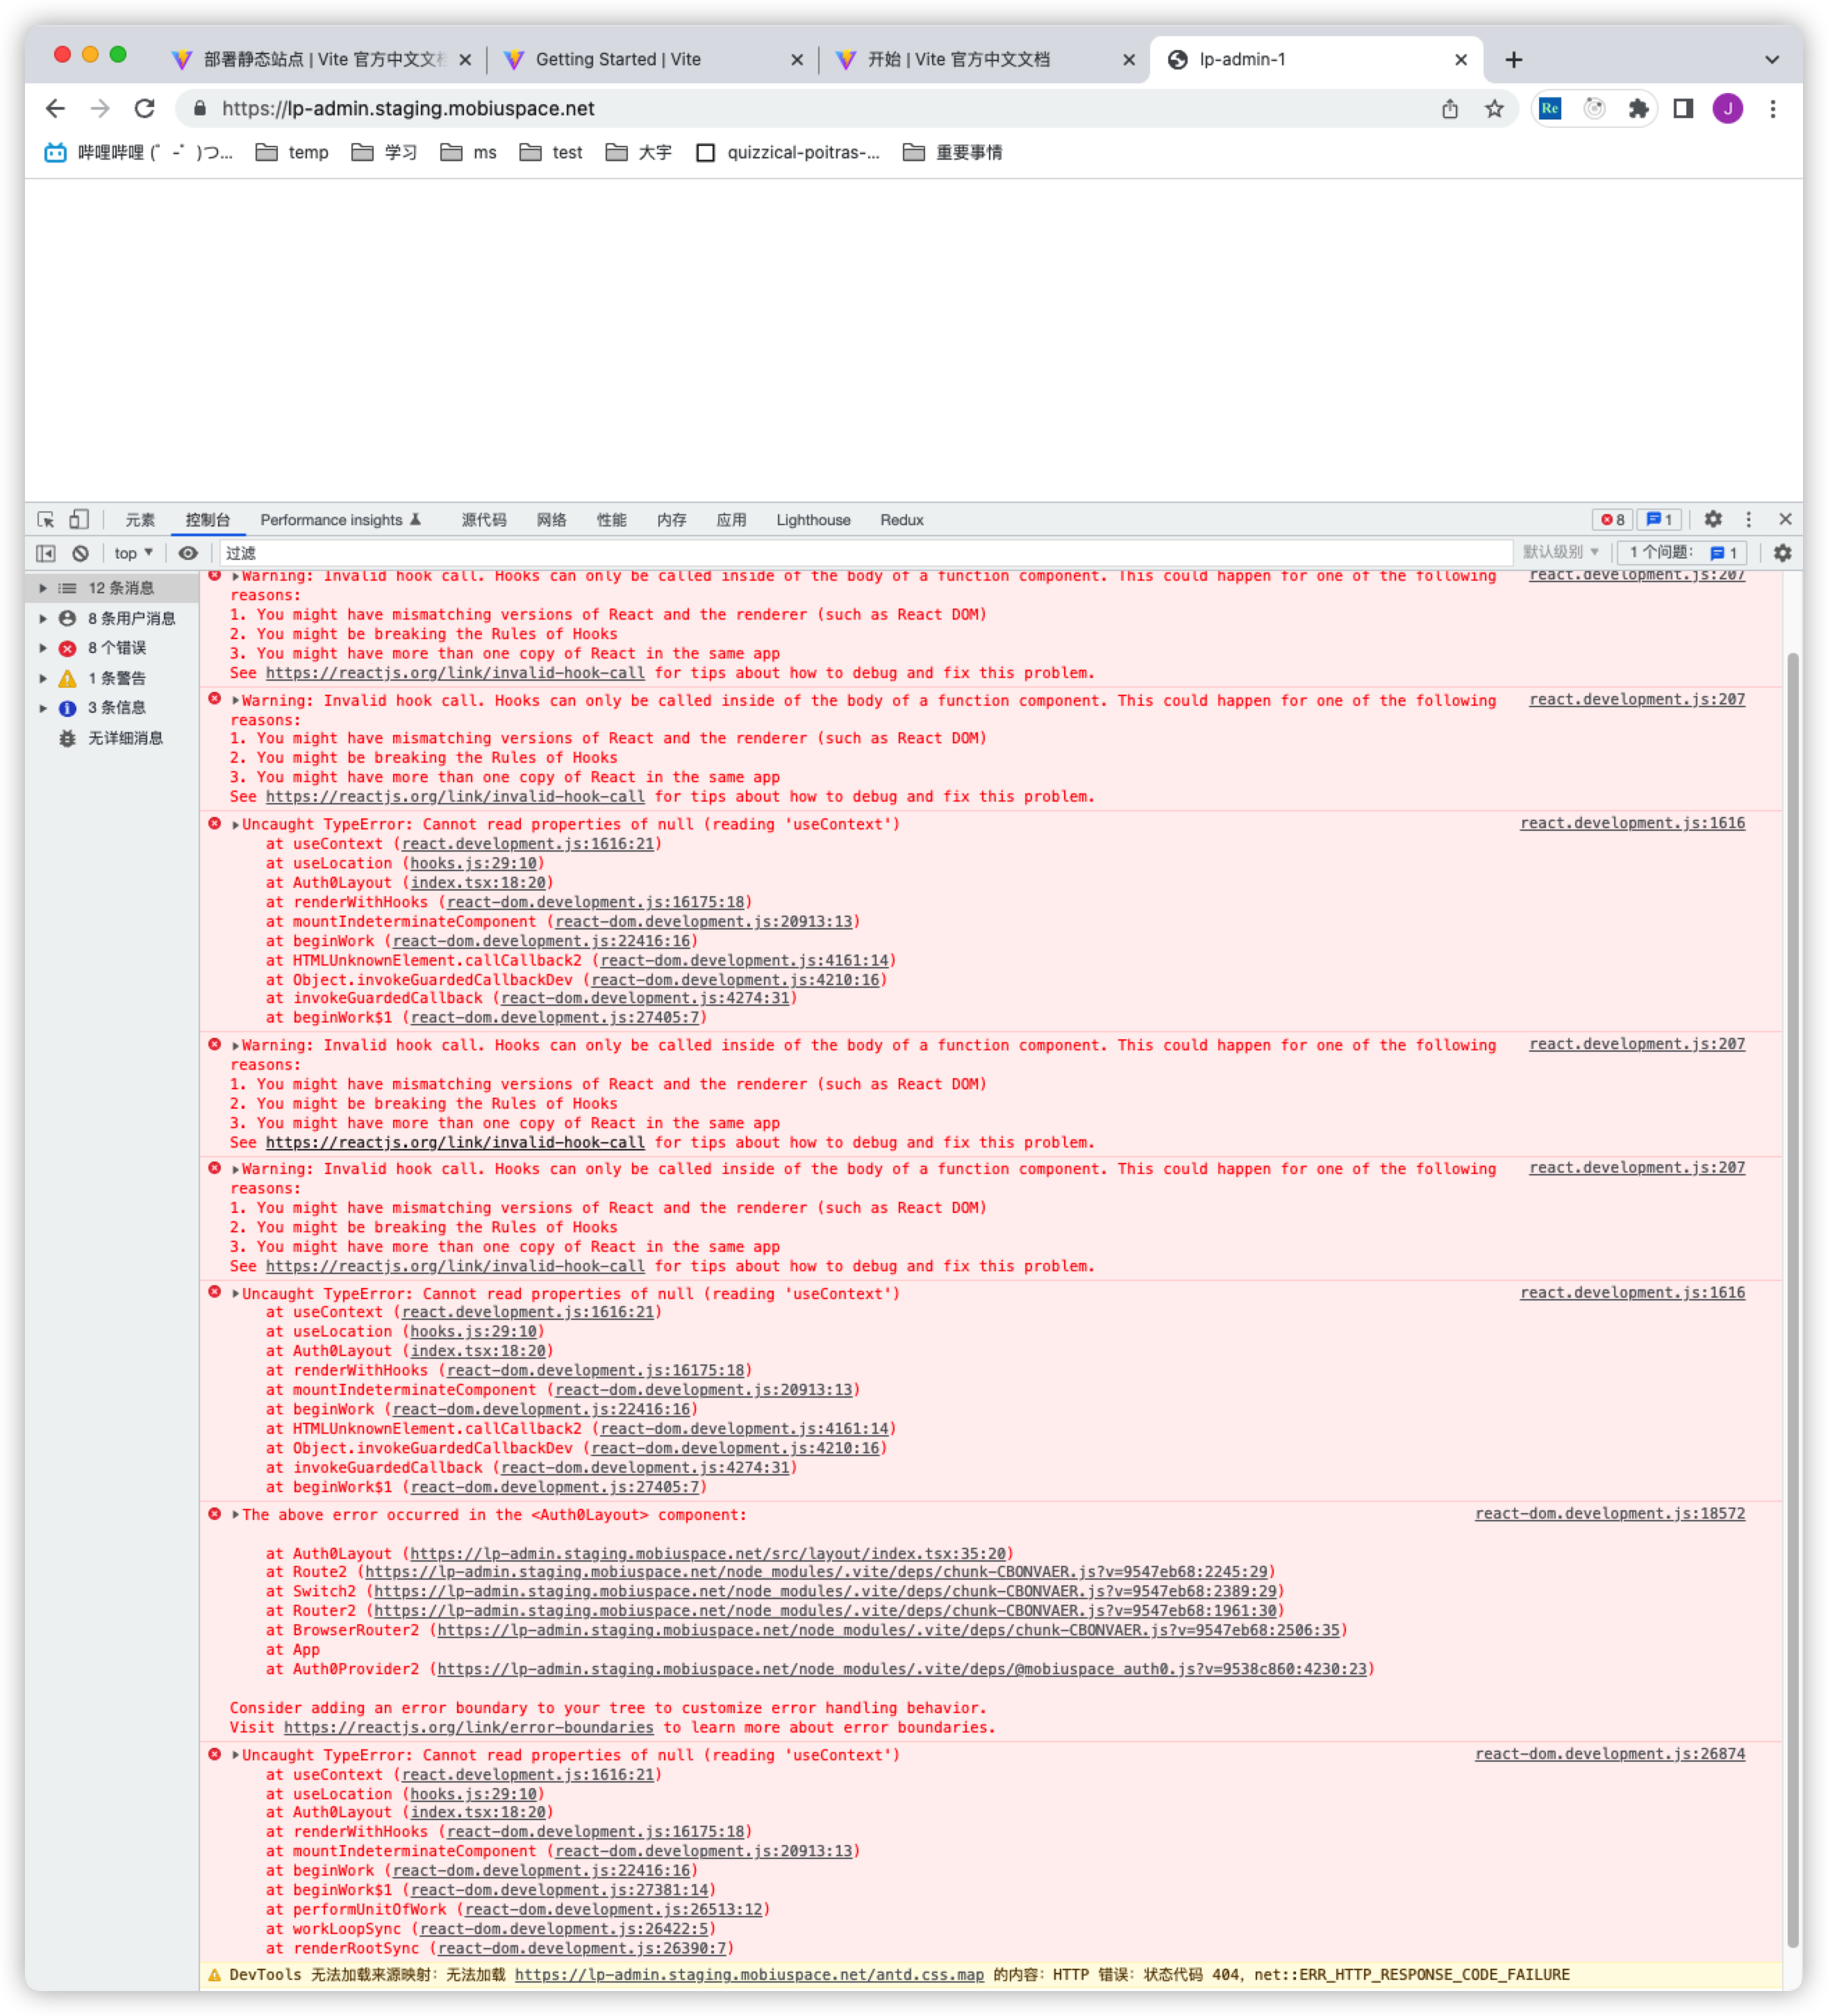 部署静态站点 | Vite 官方中文文档
Getting Started | Vite
开始 | Vite 官方中文文档
lp-admin-1
https://lp-admin.staging.mobiuspace.net
Re
J
哔哩哔哩 (゜-゜)つ...
temp
学习
ms
test
大宇
quizzical-poitras-...
重要事情
元素
控制台
Performance insights
源代码
网络
性能
内存
应用
Lighthouse
Redux
8
1
top
过滤
默认级别
1 个问题:
1
12 条消息
8 条用户消息
8 个错误
1 条警告
3 条信息
无详细消息
Warning: Invalid hook call. Hooks can only be called inside of the body of a function component. This could happen for one of the following react.development.js:207
reasons:
1. You might have mismatching versions of React and the renderer (such as React DOM)
2. You might be breaking the Rules of Hooks
3. You might have more than one copy of React in the same app
See https://reactjs.org/link/invalid-hook-call for tips about how to debug and fix this problem.
Warning: Invalid hook call. Hooks can only be called inside of the body of a function component. This could happen for one of the following react.development.js:207
reasons:
1. You might have mismatching versions of React and the renderer (such as React DOM)
2. You might be breaking the Rules of Hooks
3. You might have more than one copy of React in the same app
See https://reactjs.org/link/invalid-hook-call for tips about how to debug and fix this problem.
Uncaught TypeError: Cannot read properties of null (reading 'useContext') react.development.js:1616
at useContext (react.development.js:1616:21)
at useLocation (hooks.js:29:10)
at Auth0Layout (index.tsx:18:20)
at renderWithHooks (react-dom.development.js:16175:18)
at mountIndeterminateComponent (react-dom.development.js:20913:13)
at beginWork (react-dom.development.js:22416:16)
at HTMLUnknownElement.callCallback2 (react-dom.development.js:4161:14)
at Object.invokeGuardedCallbackDev (react-dom.development.js:4210:16)
at invokeGuardedCallback (react-dom.development.js:4274:31)
at beginWork$1 (react-dom.development.js:27405:7)
Warning: Invalid hook call. Hooks can only be called inside of the body of a function component. This could happen for one of the following react.development.js:207
reasons:
1. You might have mismatching versions of React and the renderer (such as React DOM)
2. You might be breaking the Rules of Hooks
3. You might have more than one copy of React in the same app
See https://reactjs.org/link/invalid-hook-call for tips about how to debug and fix this problem.
Warning: Invalid hook call. Hooks can only be called inside of the body of a function component. This could happen for one of the following react.development.js:207
reasons:
1. You might have mismatching versions of React and the renderer (such as React DOM)
2. You might be breaking the Rules of Hooks
3. You might have more than one copy of React in the same app
See https://reactjs.org/link/invalid-hook-call for tips about how to debug and fix this problem.
Uncaught TypeError: Cannot read properties of null (reading 'useContext') react.development.js:1616
at useContext (react.development.js:1616:21)
at useLocation (hooks.js:29:10)
at Auth0Layout (index.tsx:18:20)
at renderWithHooks (react-dom.development.js:16175:18)
at mountIndeterminateComponent (react-dom.development.js:20913:13)
at beginWork (react-dom.development.js:22416:16)
at HTMLUnknownElement.callCallback2 (react-dom.development.js:4161:14)
at Object.invokeGuardedCallbackDev (react-dom.development.js:4210:16)
at invokeGuardedCallback (react-dom.development.js:4274:31)
at beginWork$1 (react-dom.development.js:27405:7)
The above error occurred in the <Auth0Layout> component: react-dom.development.js:18572
at Auth0Layout (https://lp-admin.staging.mobiuspace.net/src/layout/index.tsx:35:20)
at Route2 (https://lp-admin.staging.mobiuspace.net/node_modules/.vite/deps/chunk-CBONVAER.js?v=9547eb68:2245:29)
at Switch2 (https://lp-admin.staging.mobiuspace.net/node_modules/.vite/deps/chunk-CBONVAER.js?v=9547eb68:2389:29)
at Router2 (https://lp-admin.staging.mobiuspace.net/node_modules/.vite/deps/chunk-CBONVAER.js?v=9547eb68:1961:30)
at BrowserRouter2 (https://lp-admin.staging.mobiuspace.net/node_modules/.vite/deps/chunk-CBONVAER.js?v=9547eb68:2506:35)
at App
at Auth0Provider2 (https://lp-admin.staging.mobiuspace.net/node_modules/.vite/deps/@mobiuspace_auth0.js?v=9538c860:4230:23)
Consider adding an error boundary to your tree to customize error handling behavior.
Visit https://reactjs.org/link/error-boundaries to learn more about error boundaries.
Uncaught TypeError: Cannot read properties of null (reading 'useContext') react-dom.development.js:26874
at useContext (react.development.js:1616:21)
at useLocation (hooks.js:29:10)
at Auth0Layout (index.tsx:18:20)
at renderWithHooks (react-dom.development.js:16175:18)
at mountIndeterminateComponent (react-dom.development.js:20913:13)
at beginWork (react-dom.development.js:22416:16)
at beginWork$1 (react-dom.development.js:27381:14)
at performUnitOfWork (react-dom.development.js:26513:12)
at workLoopSync (react-dom.development.js:26422:5)
at renderRootSync (react-dom.development.js:26390:7)
DevTools 无法加载来源映射: 无法加载 https://lp-admin.staging.mobiuspace.net/antd.css.map 的内容: HTTP 错误: 状态代码 404, net::ERR_HTTP_RESPONSE_CODE_FAILURE